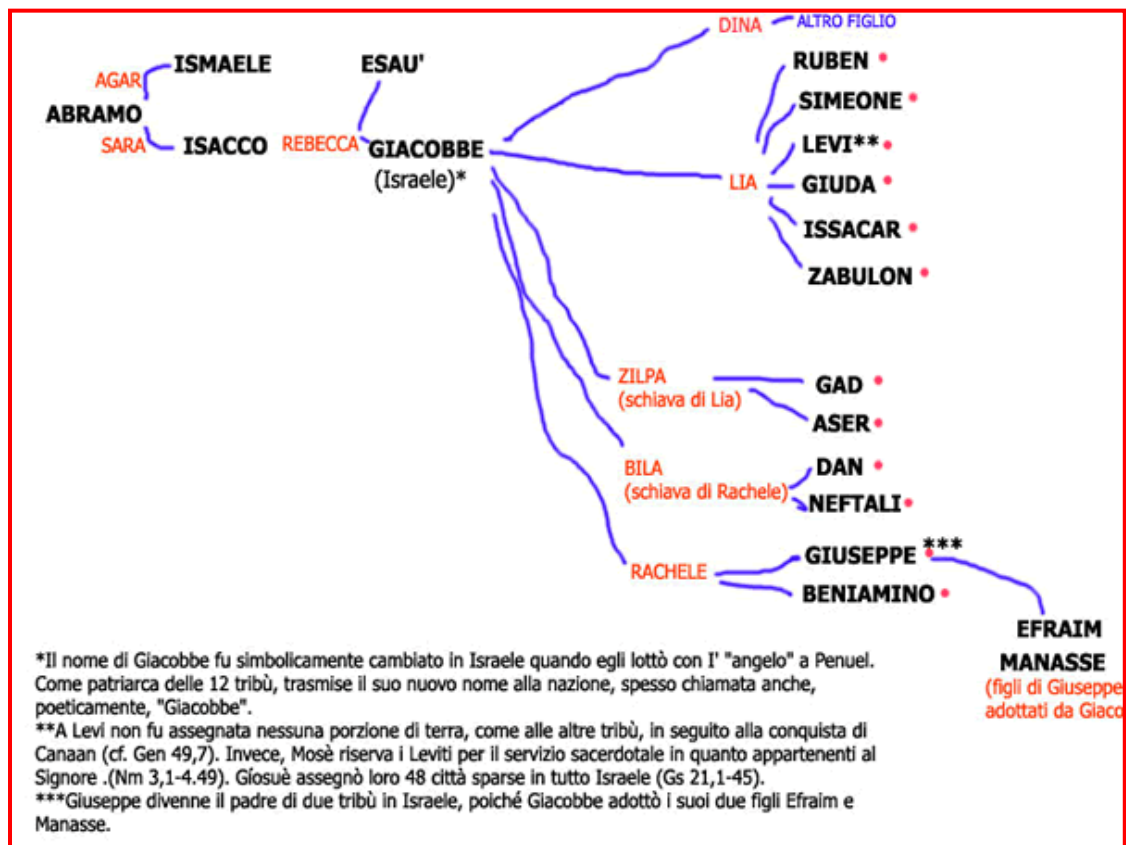 DINA ALTRO FIGLIO
ISMAELE ESAU' RUBEN
AGAR
SIMEONE
ABRAMO
SARA ISACCO REBECCA GIACOBBE LEVI**
(Israele)* LIA GIUDA
ISSACAR
ZABULON
ZILPA GAD
(schiava di Lia)
ASER
BILA DAN
(schiava di Rachele)
NEFTALI
GIUSEPPE ***
RACHELE
BENIAMINO
EFRAIM
MANASSE
(figli di Giuseppe
adottati da Giaco
*Il nome di Giacobbe fu simbolicamente cambiato in Israele quando egli lottò con l' "angelo" a Penuel.
Come patriarca delle 12 tribù, trasmise il suo nuovo nome alla nazione, spesso chiamata anche,
poeticamente, "Giacobbe".
**A Levi non fu assegnata nessuna porzione di terra, come alle altre tribù, in seguito alla conquista di
Canaan (cf. Gen 49,7). Invece, Mosè riserva i Leviti per il servizio sacerdotale in quanto appartenenti al
Signore .(Nm 3,1-4.49). Gíosuè assegnò loro 48 città sparse in tutto Israele (Gs 21,1-45).
***Giuseppe divenne il padre di due tribù in Israele, poiché Giacobbe adottò i suoi due figli Efraim e
Manasse.